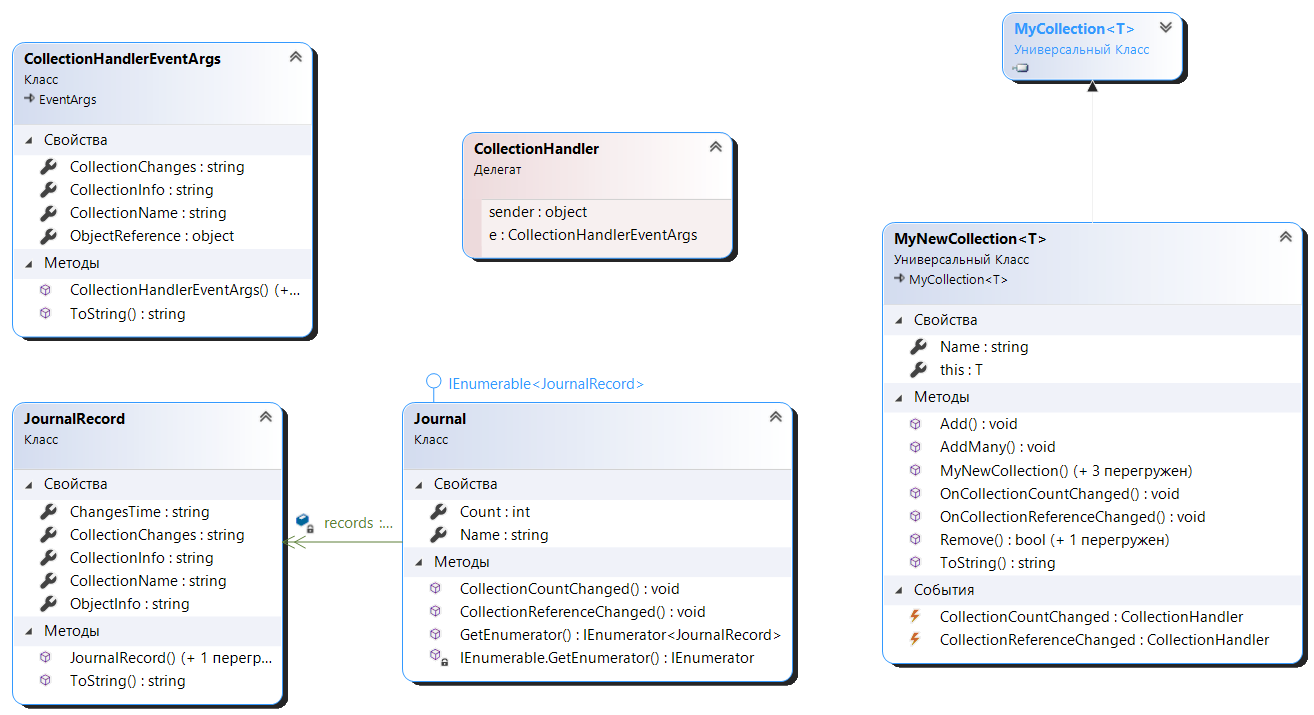 CollectionHandlerEventArgs
Класс
EventArgs
Свойства
CollectionChanges : string
CollectionInfo : string
CollectionName : string
ObjectReference : object
Методы
CollectionHandlerEventArgs() (+...
ToString() : string
CollectionHandler
Делегат
sender : object
e : CollectionHandlerEventArgs
MyCollection<T>
Универсальный Класс
MyNewCollection<T>
Универсальный Класс
MyCollection<T>
Свойства
Name : string
this : T
Методы
Add() : void
AddMany() : void
MyNewCollection() (+ 3 перегружен)
OnCollectionCountChanged() : void
OnCollectionReferenceChanged() : void
Remove() : bool (+ 1 перегружен)
ToString() : string
События
CollectionCountChanged : CollectionHandler
CollectionReferenceChanged : CollectionHandler
JournalRecord
Класс
Свойства
ChangesTime : string
CollectionChanges : string
CollectionInfo : string
CollectionName : string
ObjectInfo : string
Методы
JournalRecord() (+ 1 перегр...
ToString() : string
records :...
IEnumerable<JournalRecord>
Journal
Класс
Свойства
Count : int
Name : string
Методы
CollectionCountChanged() : void
CollectionReferenceChanged() : void
GetEnumerator() : IEnumerator<JournalRecord>
IEnumerable.GetEnumerator() : IEnumerator